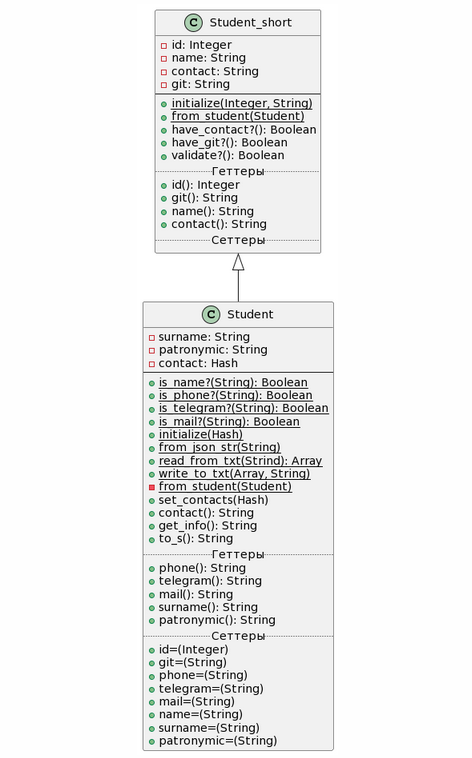 C Student_short
id: Integer
name: String
contact: String
git: String
initialize(Integer, String)
from_student(Student)
have_contact?(): Boolean
have_git?(): Boolean
validate?(): Boolean
Геттеры
id(): Integer
git(): String
name(): String
contact(): String
Сеттеры
C Student
surname: String
patronymic: String
contact: Hash
is_name?(String): Boolean
is_phone?(String): Boolean
is_telegram?(String): Boolean
is_mail?(String): Boolean
initialize(Hash)
from_json_str(String)
read_from_txt(Strind): Array
write_to_txt(Array, String)
from_student(Student)
set_contacts(Hash)
contact(): String
get_info(): String
to_s(): String
Геттеры
phone(): String
telegram(): String
mail(): String
surname(): String
patronymic(): String
Сеттеры
id=(Integer)
git=(String)
phone=(String)
telegram=(String)
mail=(String)
name=(String)
surname=(String)
patronymic=(String)